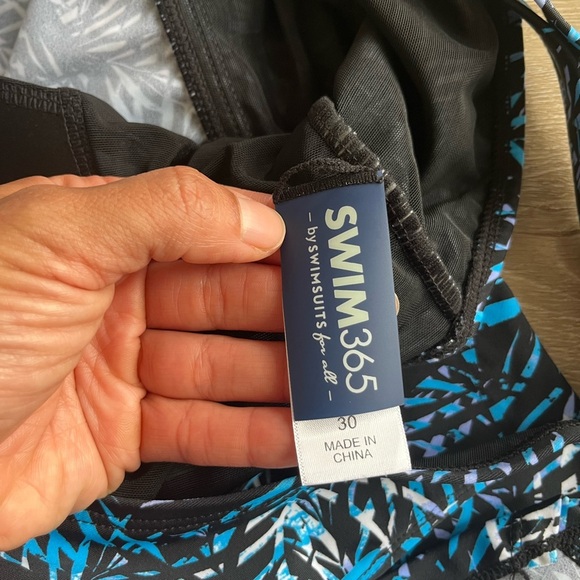 SWIM365
— by SWIMSUITS for all —
30
MADE IN
CHINA